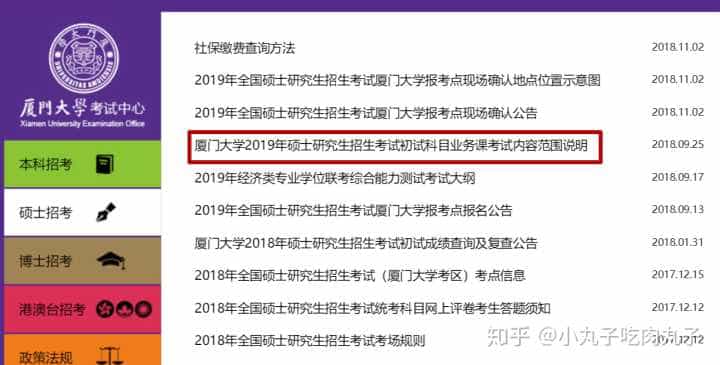 厦门大学考试中心
Xiamen University Examination Office
本科招考
硕士招考
博士招考
港澳台招考
政策法规
社保缴费查询方法 2018.11.02
2019年全国硕士研究生招生考试厦门大学报考点现场确认地点位置示意图 2018.11.02
2019年全国硕士研究生招生考试厦门大学报考点现场确认公告 2018.11.02
厦门大学2019年硕士研究生招生考试初试科目业务课考试内容范围说明 2018.09.25
2019年经济类专业学位联考综合能力测试考试大纲 2018.09.17
2019年全国硕士研究生招生考试厦门大学报考点报名公告 2018.09.13
厦门大学2018年硕士研究生招生考试初试成绩查询及复查公告 2018.01.31
2018年全国硕士研究生招生考试（厦门大学考区）考点信息 2017.12.15
2018年全国硕士研究生招生考试统考科目网上评卷考生答题须知 2017.12.12
2018年全国硕士研究生招生考试考场规则 2017.12.12
知乎 @小丸子吃肉丸子